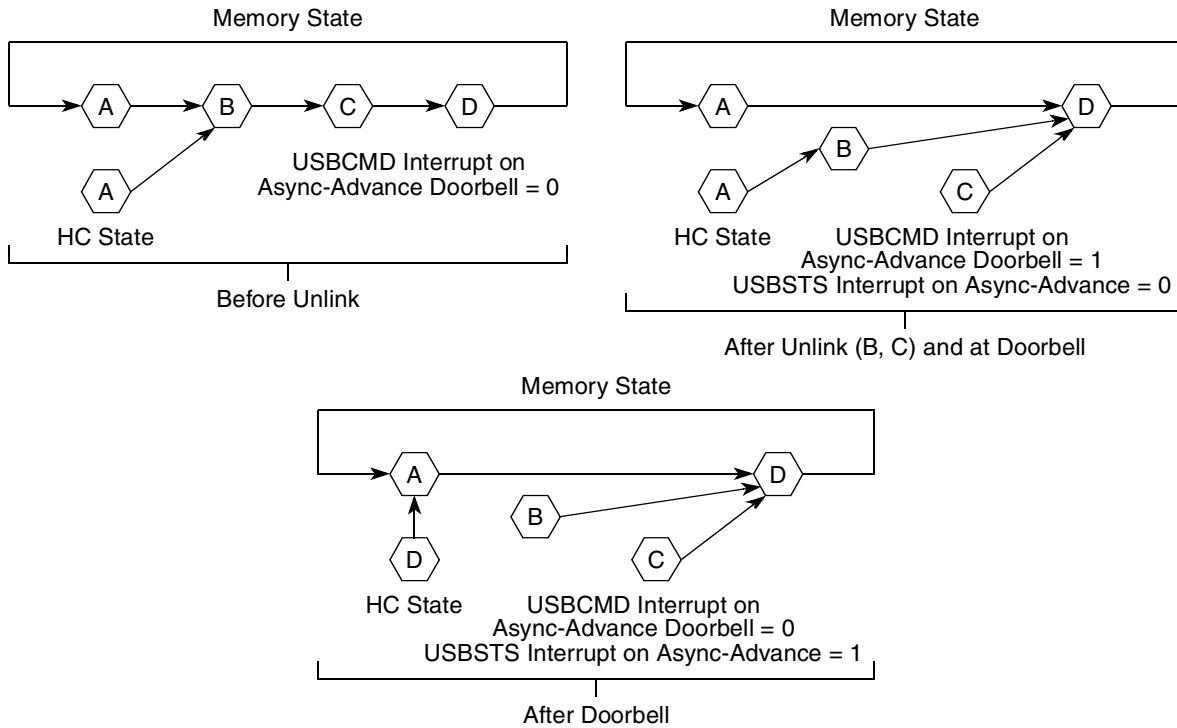 Memory State
A
B
C
D
USBCMD Interrupt on
Async-Advance Doorbell = 0
A
HC State
Before Unlink
Memory State
A
D
B
A
C
HC State
USBCMD Interrupt on
Async-Advance Doorbell = 1
USBSTS Interrupt on Async-Advance = 0
After Unlink (B, C) and at Doorbell
Memory State
A
D
B
D
C
HC State
USBCMD Interrupt on
Async-Advance Doorbell = 0
USBSTS Interrupt on Async-Advance = 1
After Doorbell